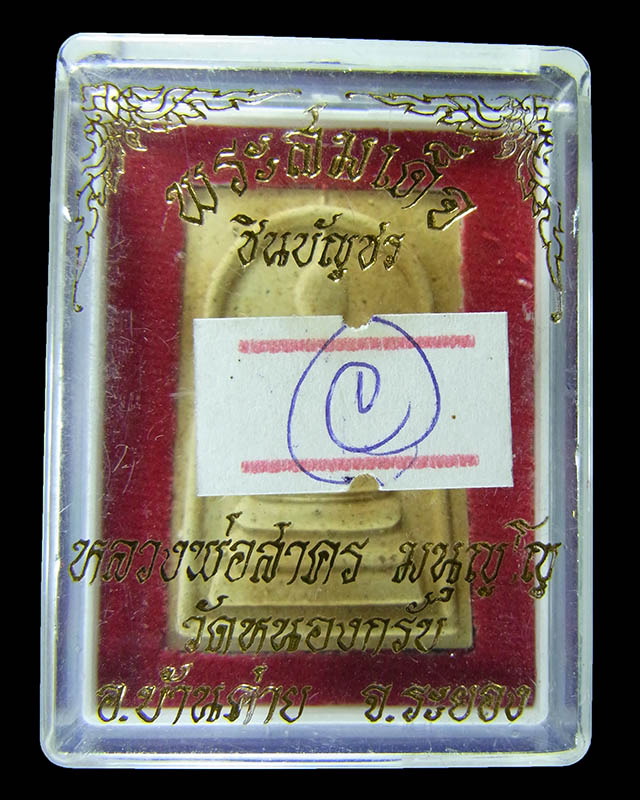 พระสมเด็จ
ชินบัญชร
หลวงพ่อสาคร มนุญโญ
วัดหนองกรับ
อ.บ้านค่าย จ.ระยอง